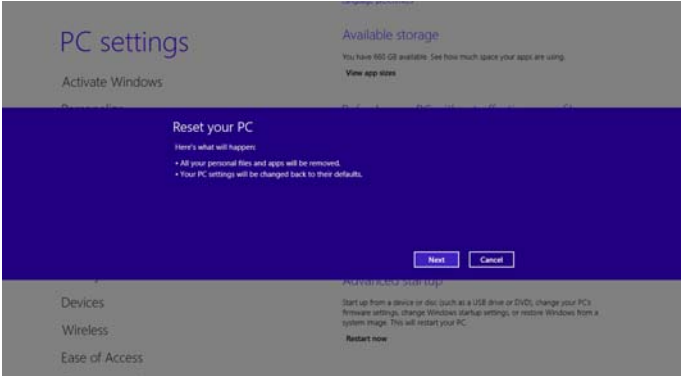 PC settings
Activate Windows
Available storage
You have 660 GB available. See how much space your apps are using.
View app sizes
Reset your PC
Here's what will happen:
• All your personal files and apps will be removed.
• Your PC settings will be changed back to their defaults.
Next
Cancel
Devices
Wireless
Ease of Access
Advanced startup
Start up from a device or disc (such as a USB drive or DVD), change your PC's
firmware settings, change Windows startup settings, or restore Windows from a
system image. This will restart your PC.
Restart now